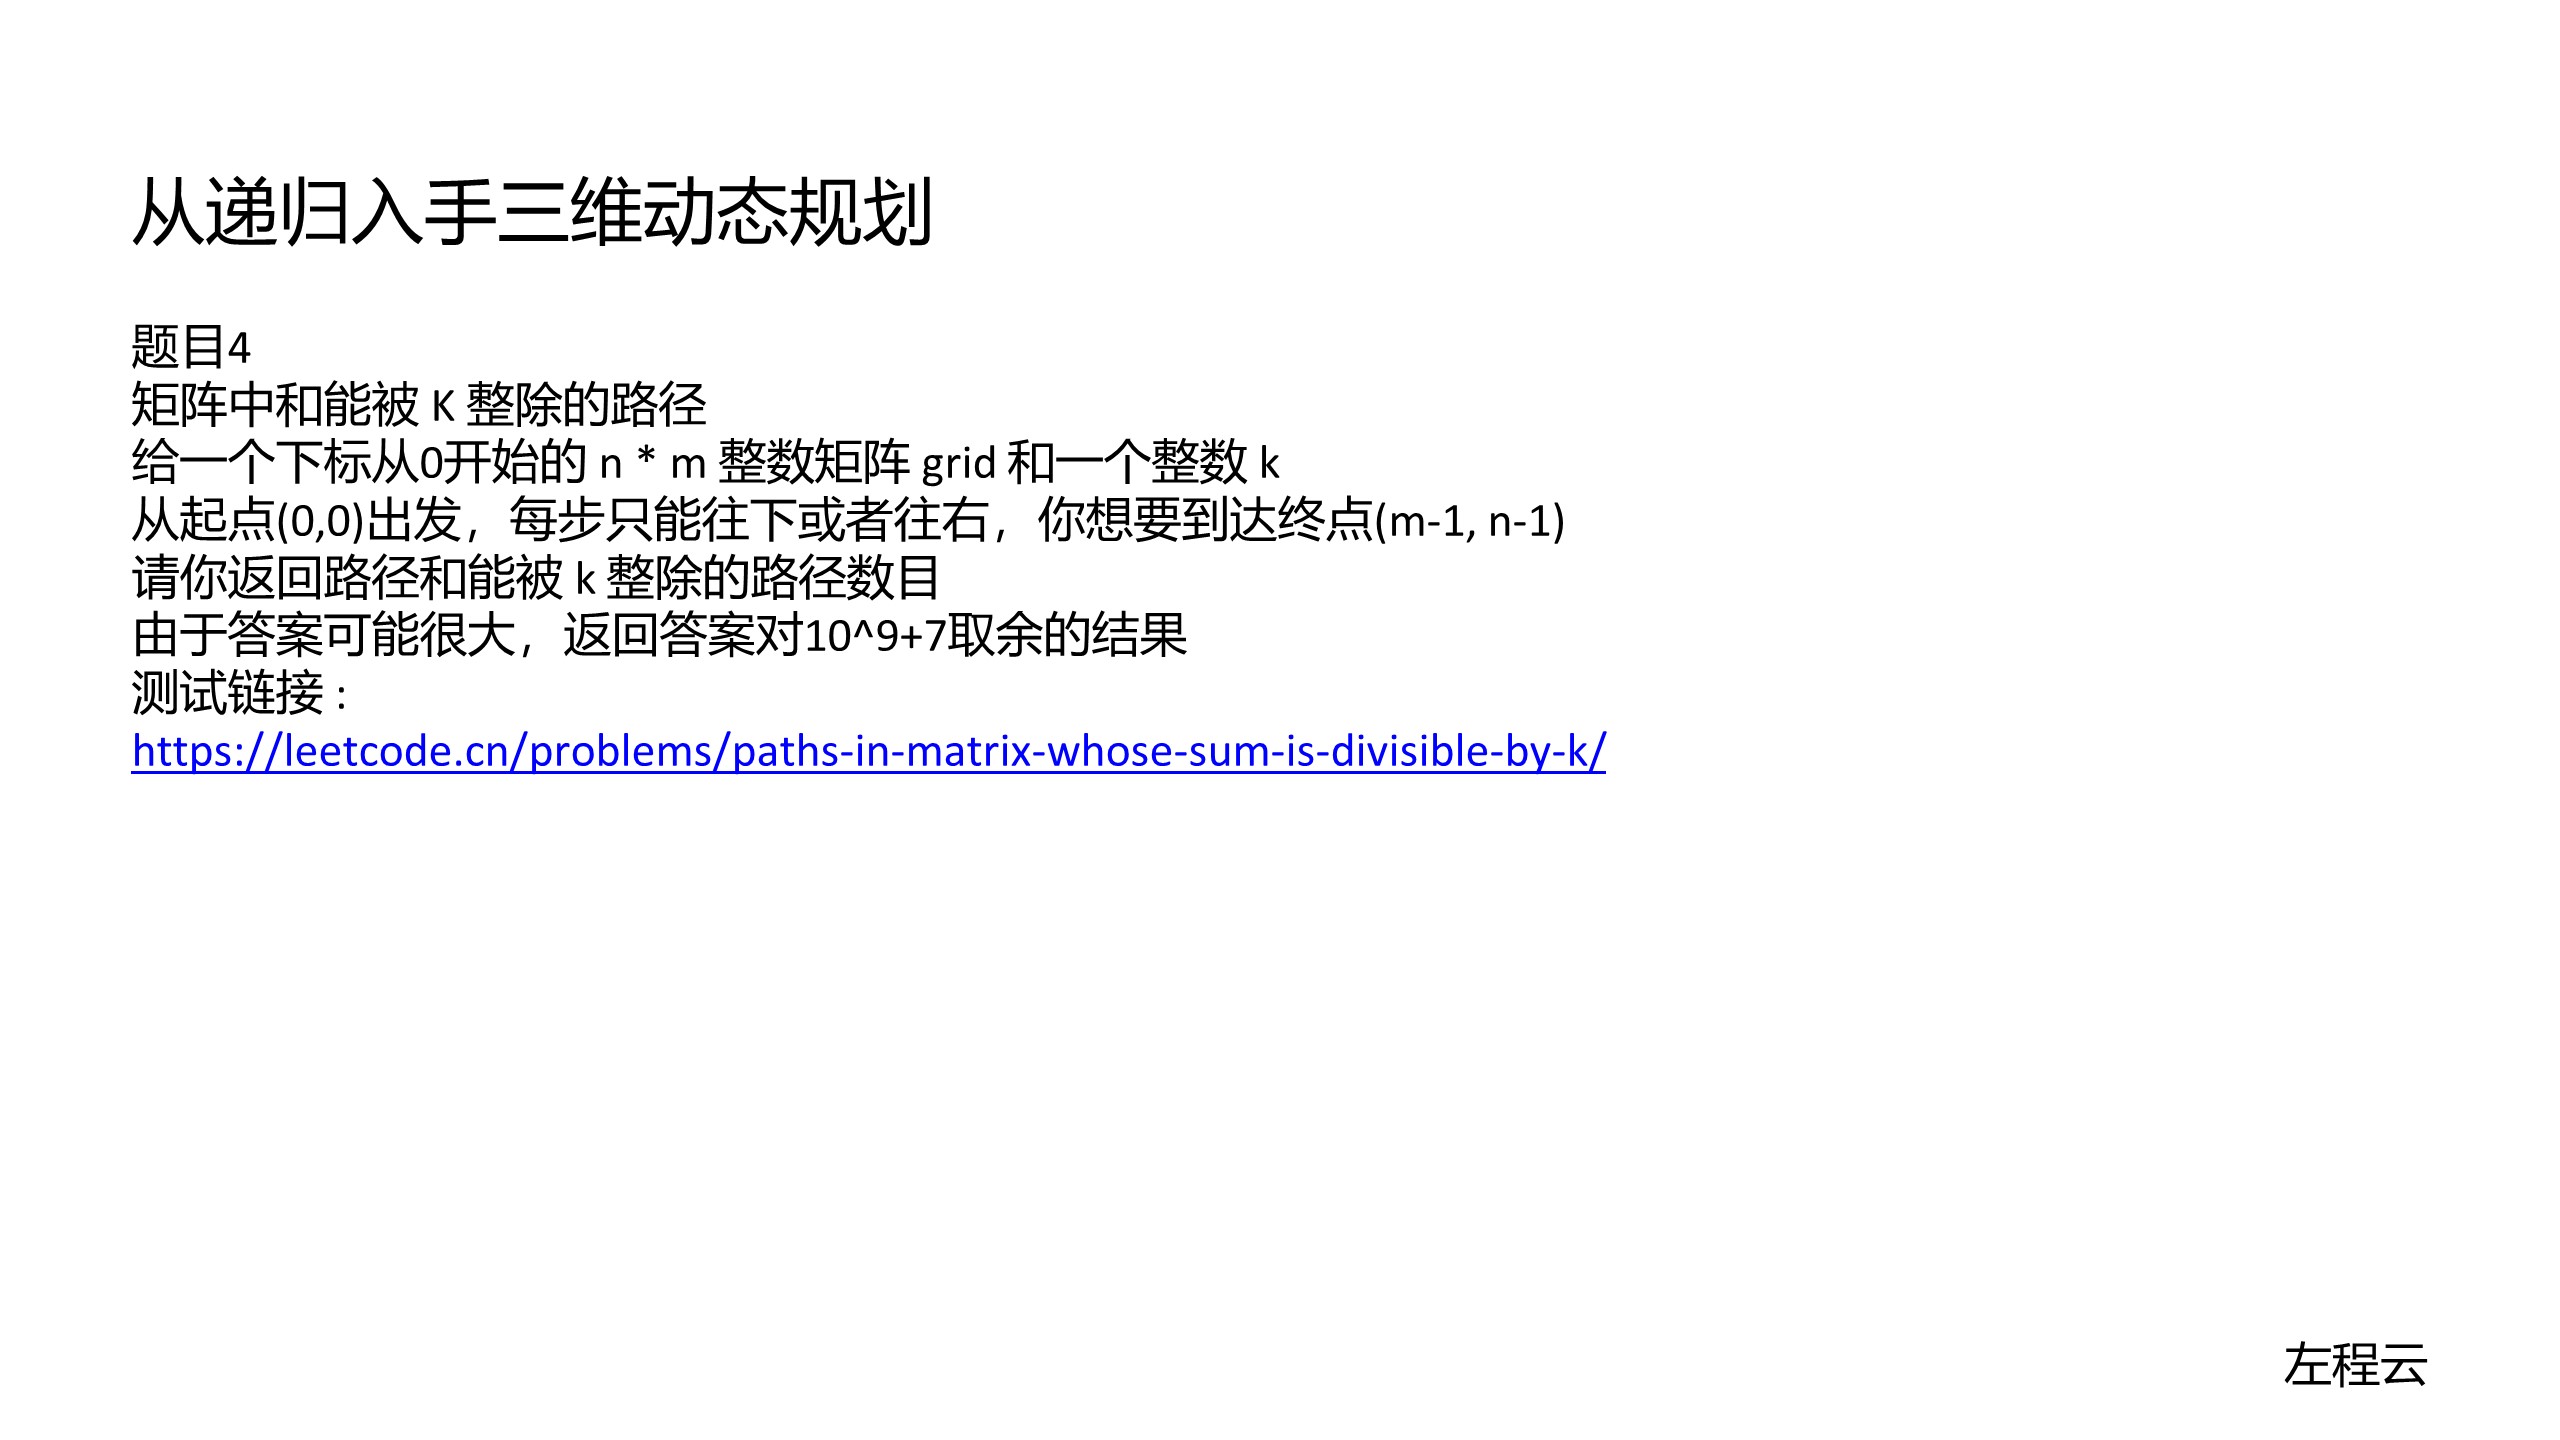 从递归入手三维动态规划
题目4
矩阵中和能被 K 整除的路径
给一个下标从0开始的 n * m 整数矩阵 grid 和一个整数 k
从起点(0,0)出发，每步只能往下或者往右，你想要到达终点(m-1, n-1)
请你返回路径和能被 k 整除的路径数目
由于答案可能很大，返回答案对10^9+7取余的结果
测试链接 :
https://leetcode.cn/problems/paths-in-matrix-whose-sum-is-divisible-by-k/
左程云